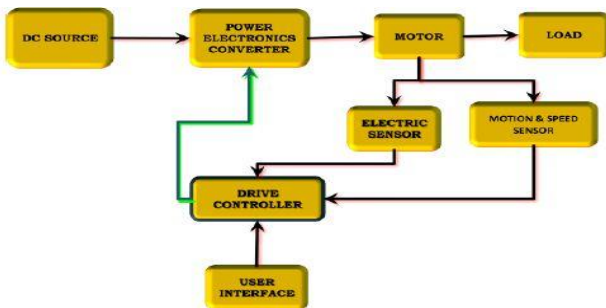 DC SOURCE
POWER
ELECTRONICS
CONVERTER
MOTOR
LOAD
ELECTRIC
SENSOR
MOTION & SPEED
SENSOR
DRIVE
CONTROLLER
USER
INTERFACE